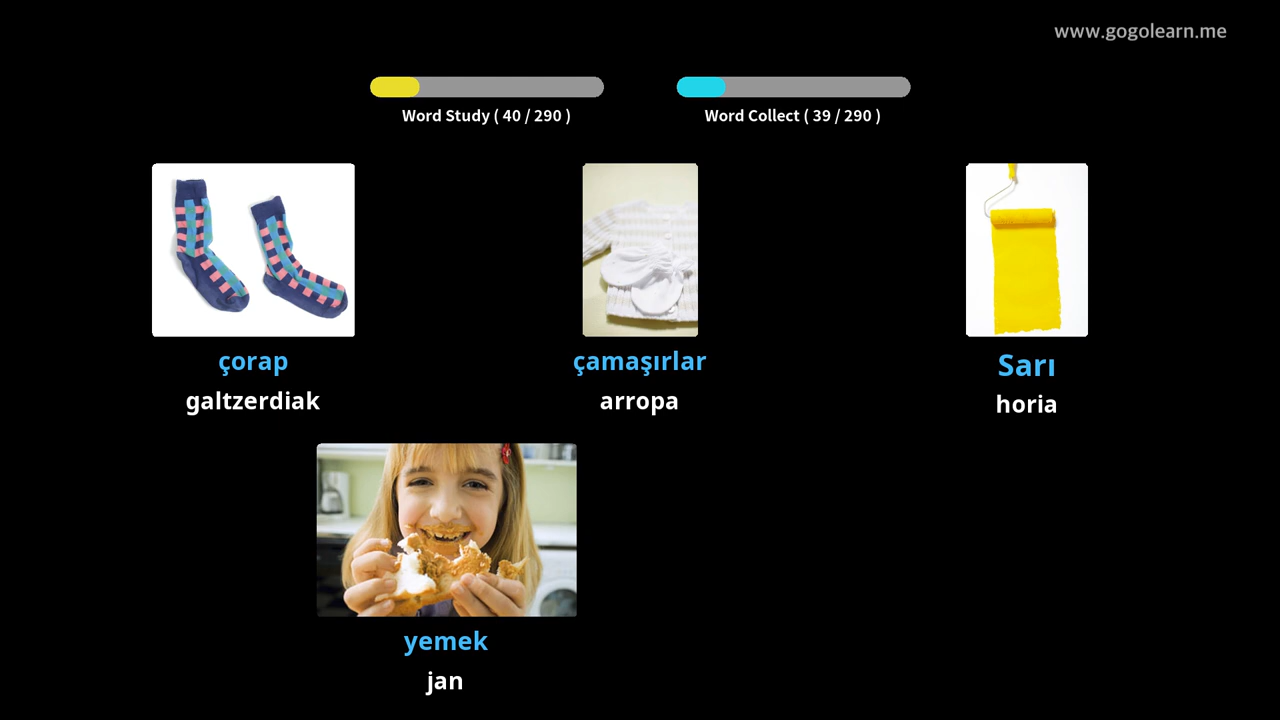 www.gogolearn.me
Word Study ( 40 / 290 )
Word Collect ( 39 / 290 )
çorap
galtzerdiak
çamaşırlar
arropa
Sarı
horia
yemek
jan